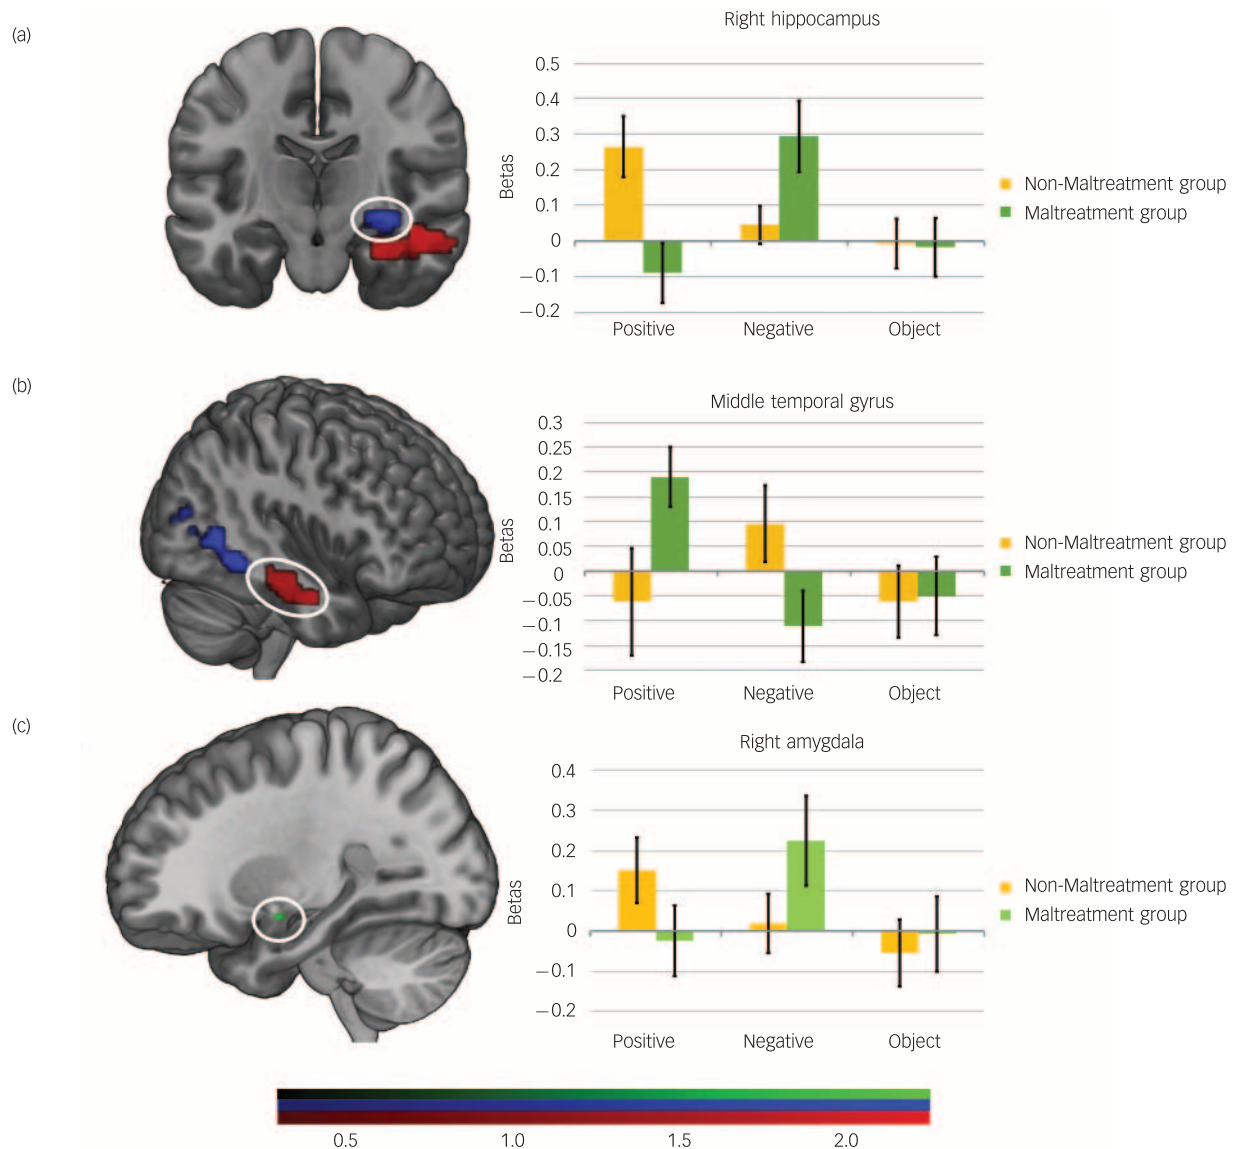 (a)
Right hippocampus
0.5
0.4
0.3
0.2
0.1
0
−0.1
−0.2
Betas
Positive Negative Object
Non-Maltreatment group
Maltreatment group
(b)
Middle temporal gyrus
0.3
0.25
0.2
0.15
0.1
0.05
0
−0.05
−0.1
−0.15
−0.2
Betas
Positive Negative Object
Non-Maltreatment group
Maltreatment group
(c)
Right amygdala
0.4
0.3
0.2
0.1
0
−0.1
−0.2
Betas
Positive Negative Object
Non-Maltreatment group
Maltreatment group
0.5 1.0 1.5 2.0